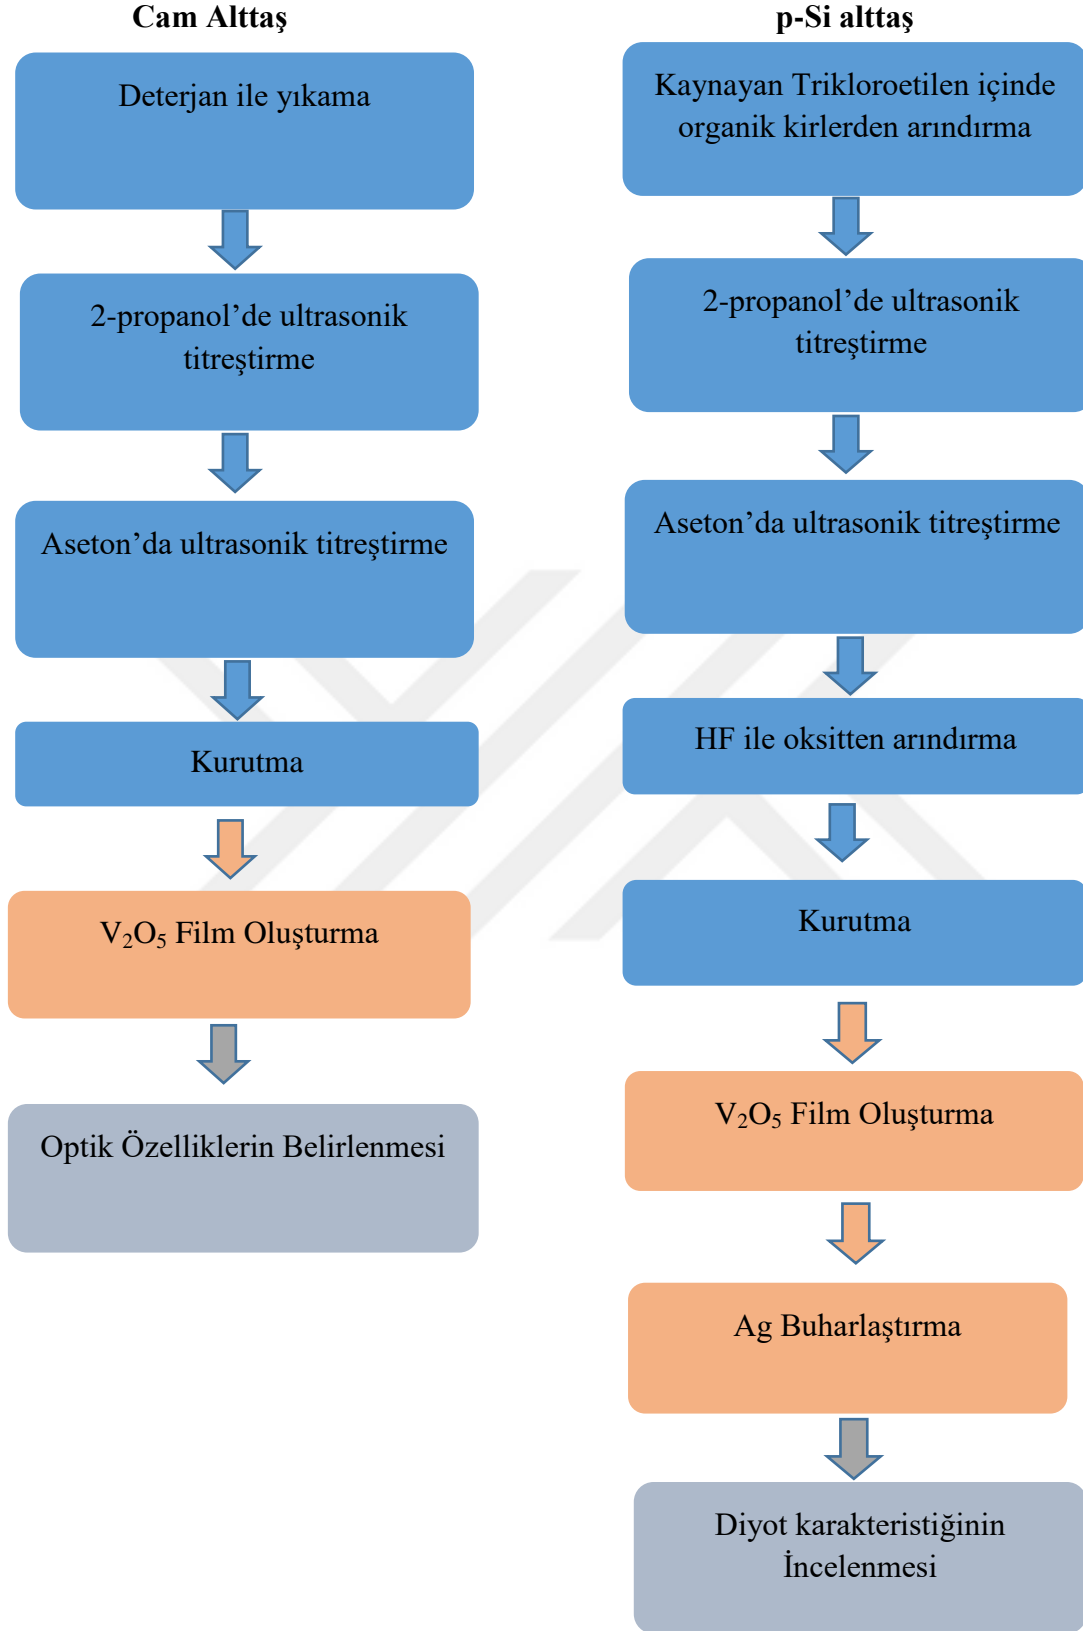 Cam Alttaş
Deterjan ile yıkama
2-propanol’de ultrasonik
titreştirme
Aseton’da ultrasonik titreştirme
Kurutma
V₂O₅ Film Oluşturma
Optik Özelliklerin Belirlenmesi
p-Si alttaş
Kaynayan Trikloroetilen içinde
organik kirlerden arındırma
2-propanol’de ultrasonik
titreştirme
Aseton’da ultrasonik titreştirme
HF ile oksitten arındırma
Kurutma
V₂O₅ Film Oluşturma
Ag Buharlaştırma
Diyot karakteristiğinin
İncelenmesi